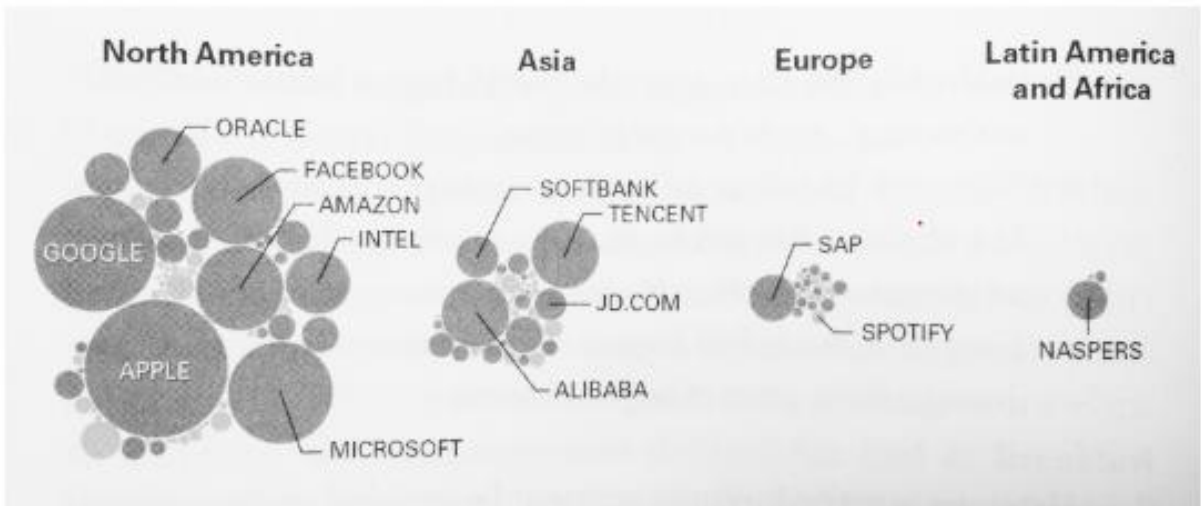 North America
Asia
Europe
Latin America
and Africa
ORACLE
FACEBOOK
AMAZON
INTEL
GOOGLE
APPLE
MICROSOFT
SOFTBANK
TENCENT
JD.COM
ALIBABA
SAP
SPOTIFY
NASPERS